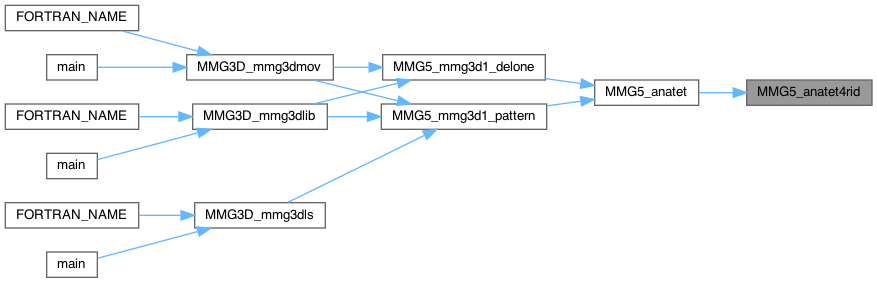 FORTRAN_NAME
main
MMG3D_mmg3dmov
MMG5_mmg3d1_delone
MMG5_anatet
MMG5_anatet4rid
FORTRAN_NAME
MMG3D_mmg3dlib
MMG5_mmg3d1_pattern
main
FORTRAN_NAME
MMG3D_mmg3dls
main